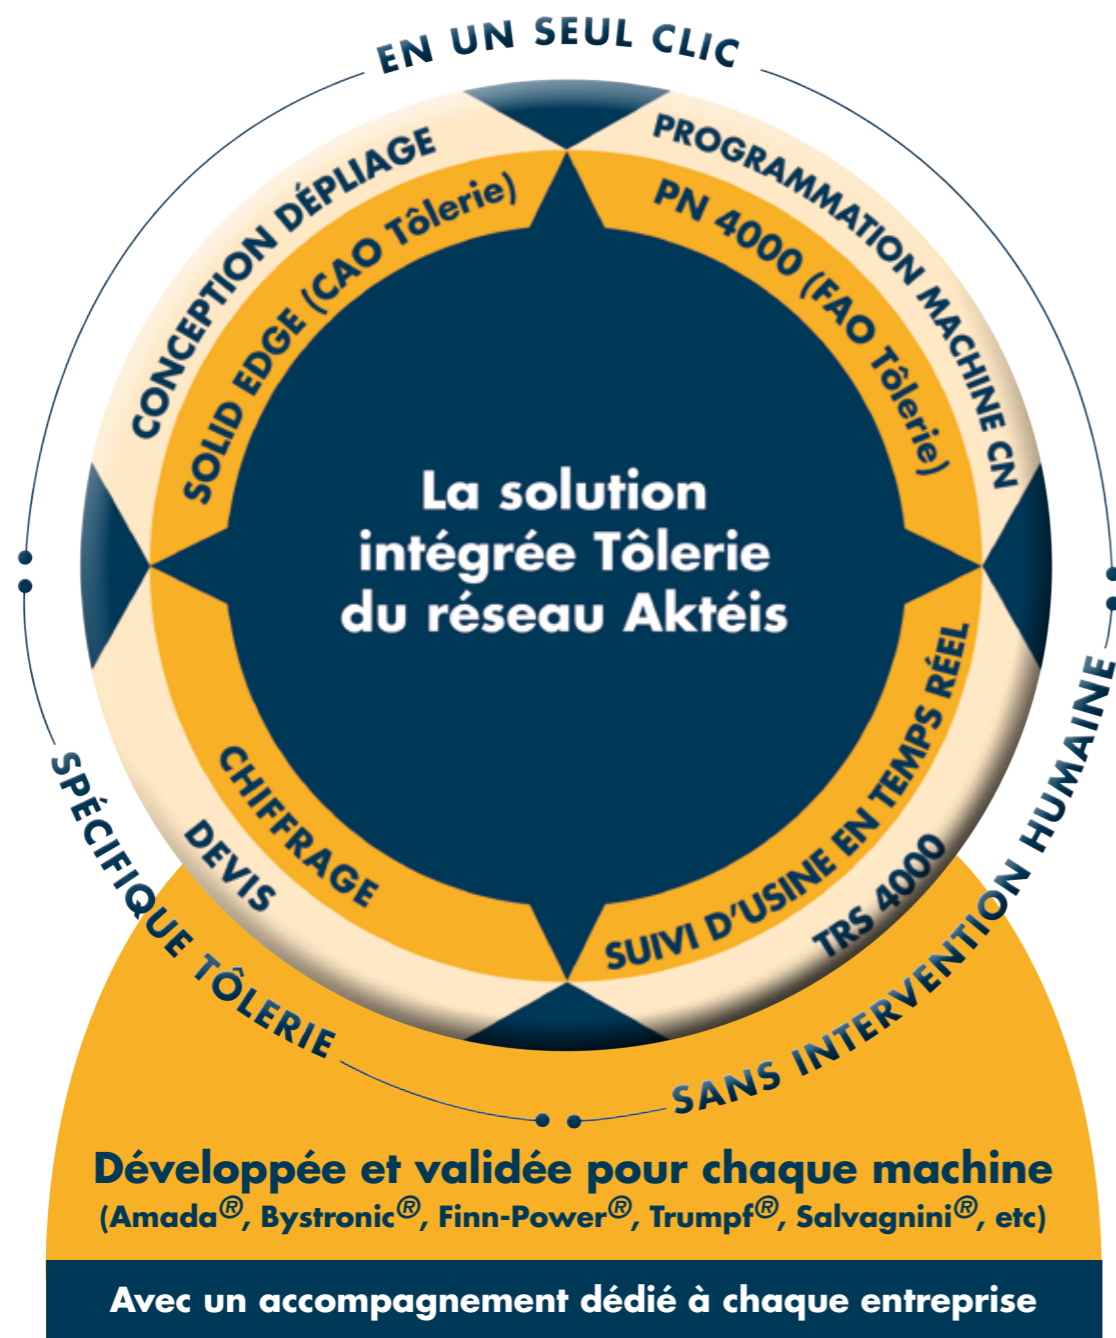 EN UN SEUL CLIC
CONCEPTION DÉPLIAGE
SOLID EDGE (CAO Tôlerie)
PROGRAMMATION MACHINE CN
PN 4000 (FAO Tôlerie)
La solution
intégrée Tôlerie
du réseau Aktéis
CHIFFRAGE
DEVIS
SUIVI D'USINE EN TEMPS RÉEL
TRS 4000
SPÉCIFIQUE TÔLERIE
SANS INTERVENTION HUMAINE
Développée et validée pour chaque machine
(Amada®, Bystronic®, Finn-Power®, Trumpf®, Salvagnini®, etc)
Avec un accompagnement dédié à chaque entreprise